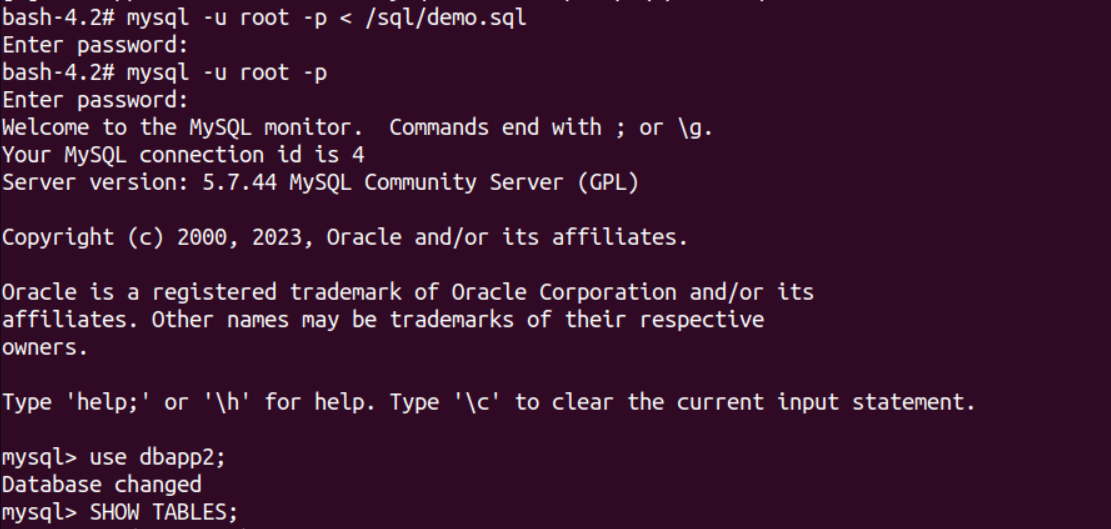 bash-4.2# mysql -u root -p < /sql/demo.sql
Enter password:
bash-4.2# mysql -u root -p
Enter password:
Welcome to the MySQL monitor.  Commands end with ; or \g.
Your MySQL connection id is 4
Server version: 5.7.44 MySQL Community Server (GPL)
Copyright (c) 2000, 2023, Oracle and/or its affiliates.
Oracle is a registered trademark of Oracle Corporation and/or its
affiliates. Other names may be trademarks of their respective
owners.
Type 'help;' or '\h' for help. Type '\c' to clear the current input statement.
mysql> use dbapp2;
Database changed
mysql> SHOW TABLES;